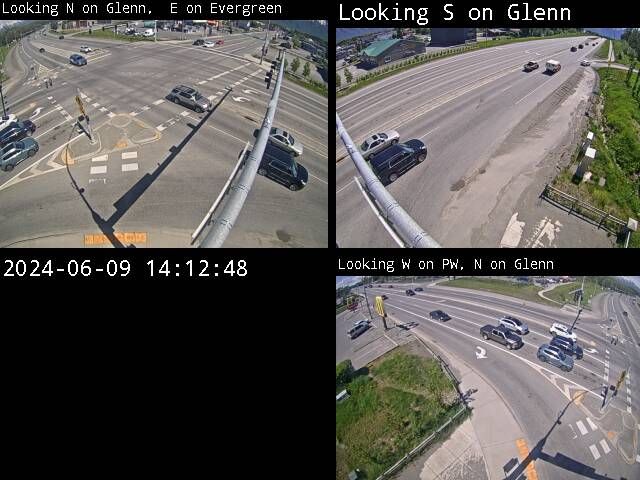 Looking N on Glenn,  E on Evergreen
Looking S on Glenn
2024-06-09 14:12:48
Looking W on PW, N on Glenn